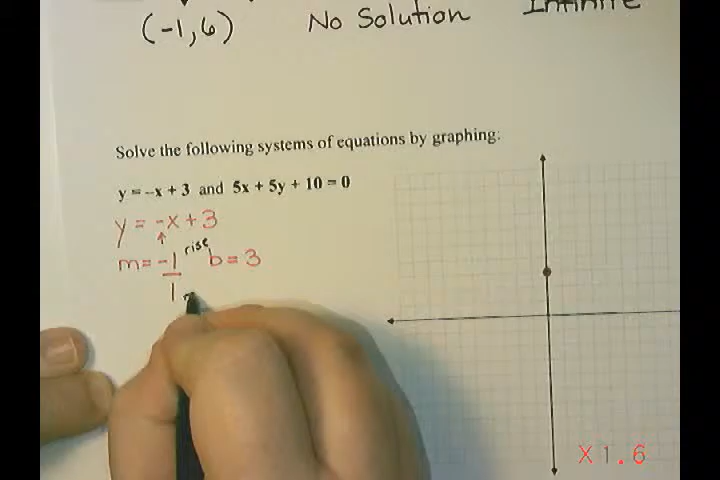 (-1,6) No Solution Infinite
Solve the following systems of equations by graphing:
y = -x + 3 and 5x + 5y + 10 = 0
y = -x + 3
m = -1 rise b = 3
1
X1.6